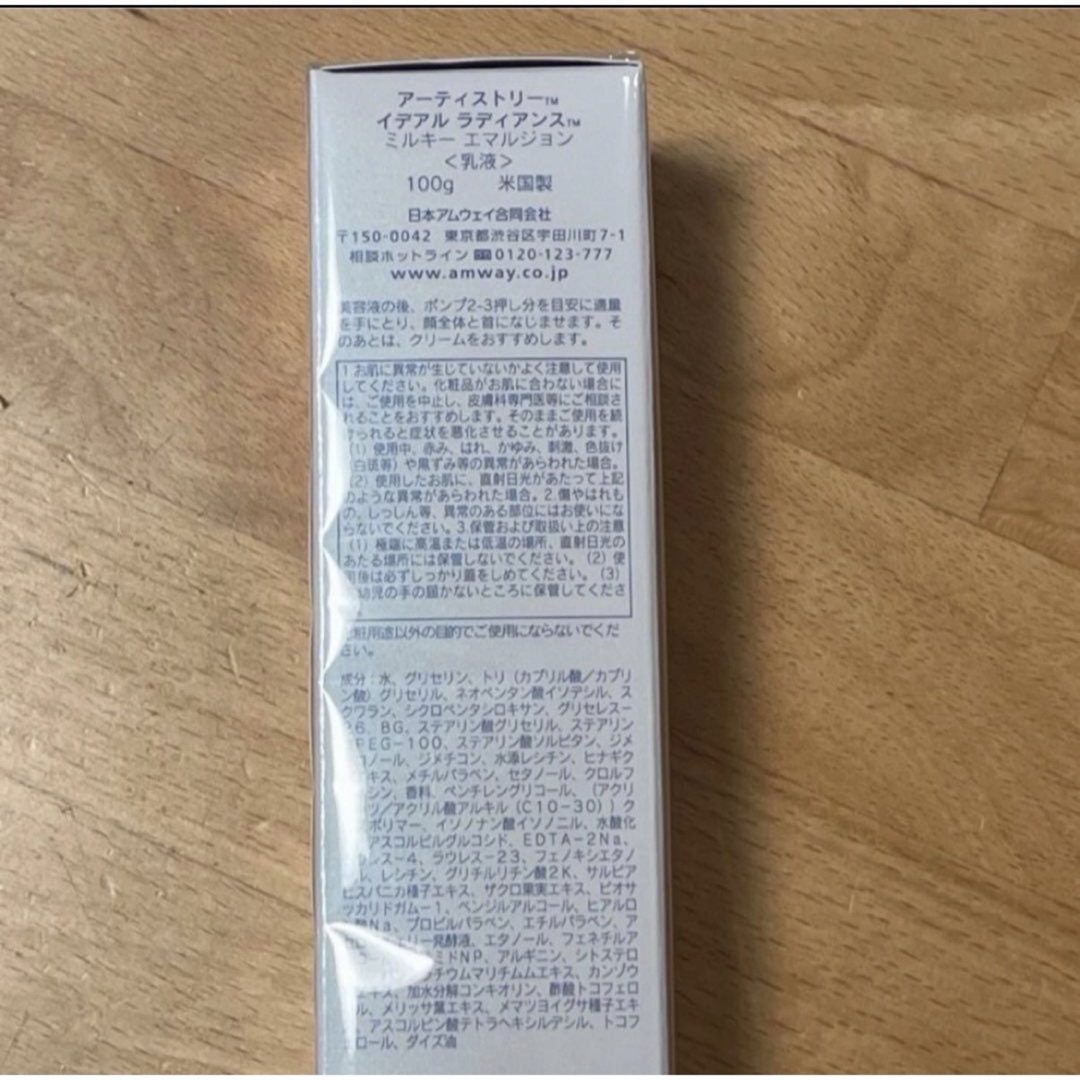 アーティストリー™
イデアル ラディアンス™
ミルキー エマルジョン
<乳液>
100g 米国製
日本アムウェイ合同会社
〒150-0042 東京都渋谷区宇田川町7-1
相談ホットライン 0120-123-777
www.amway.co.jp
美容液の後、ポンプ2-3押し分を目安に適量
を手にとり、顔全体と首になじませます。そ
のあとは、クリームをおすすめします。
1.お肌に異常が生じていないかよく注意して使用
してください。化粧品がお肌に合わない場合に
は、ご使用を中止し、皮膚科専門医等にご相談さ
れることをおすすめします。そのままご使用を続
けられると症状を悪化させることがあります。
(1) 使用中、赤み、はれ、かゆみ、刺激、色抜け
(白斑等) や黒ずみ等の異常があらわれた場合。
(2) 使用したお肌に、直射日光があたって上記
のような異常があらわれた場合。2.傷やはれも
の、しっしん等、異常のある部位にはお使いにな
らないでください。3.保管および取扱い上の注意
(1) 極端に高温または低温の場所、直射日光の
あたる場所には保管しないでください。(2) 使
用後は必ずしっかり蓋をしめてください。(3)
幼児の手の届かないところに保管してくださ
化粧用途以外の目的でご使用にならないでくだ
さい。
成分：水、グリセリン、トリ (カプリル酸／カプリ
ン酸) グリセリル、ネオペンタン酸イソデシル、ス
クワラン、シクロペンタシロキサン、グリセレス-
26、BG、ステアリン酸グリセリル、ステアリン
PEG-100、ステアリン酸ソルビタン、ジメ
コノール、ジメチコン、水添レシチン、ヒナギク
エキス、メチルパラベン、セタノール、クロルフ
シン、香料、ペンチレングリコール、(アクリ
ツ／アクリル酸アルキル (C10-30)) ク
ポリマー、イソノナン酸イソノニル、水酸化
アスコルビルグルコシド、EDTA-2Na、
レス-4、ラウレス-23、フェノキシエタノ
ル、レシチン、グリチルリチン酸2K、サルビア
ヒスパニカ種子エキス、ザクロ果実エキス、ビオサ
ッカリドガム-1、ベンジルアルコール、ヒアルロ
酸Na、プロピルパラベン、エチルパラベン、ア
ェリー発酵液、エタノール、フェネチルア
ミドNP、アルギニン、シトステロ
チウムマリチムムエキス、カンゾウ
エキス、加水分解コンキオリン、酢酸トコフェロ
ル、メリッサ葉エキス、メマツヨイグサ種子エキ
アスコルビン酸テトラヘキシルデシル、トコフ
ェロール、ダイズ油